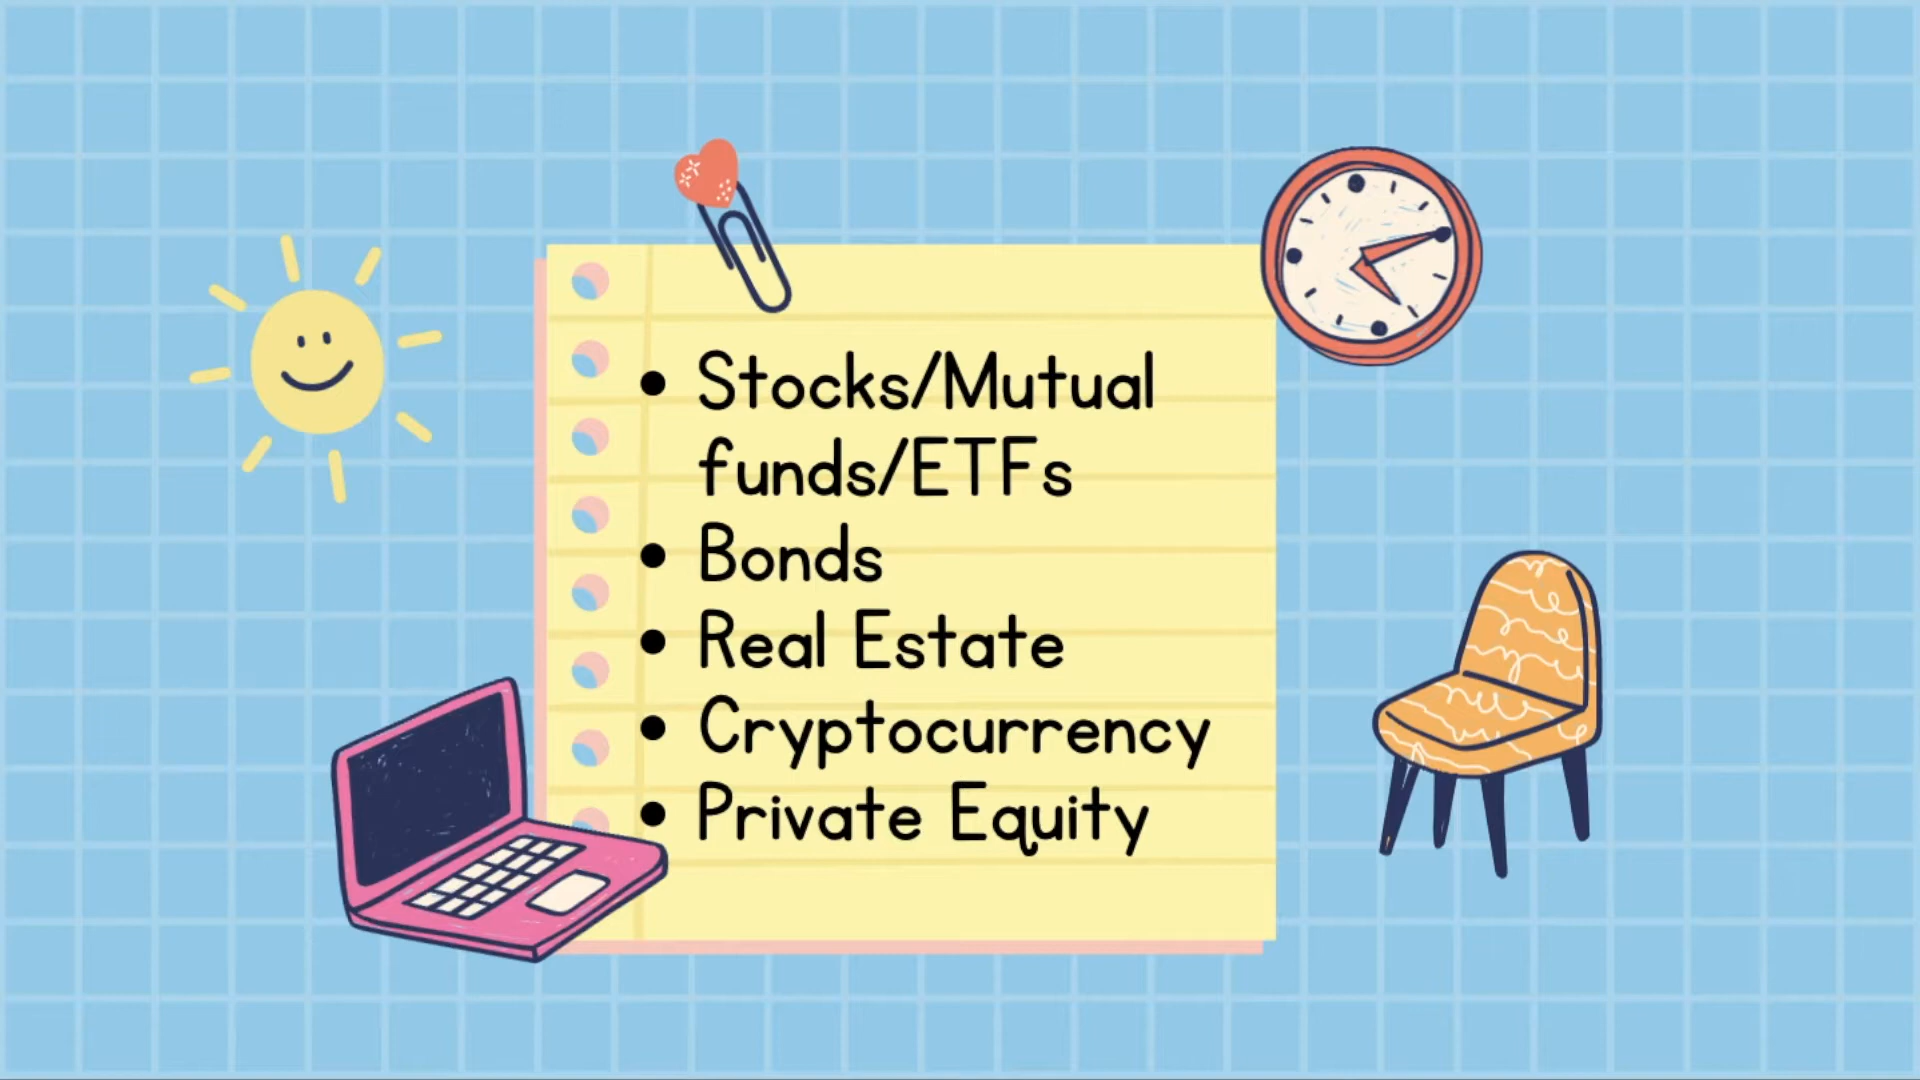 • Stocks/Mutual
funds/ETFs
• Bonds
• Real Estate
• Cryptocurrency
• Private Equity